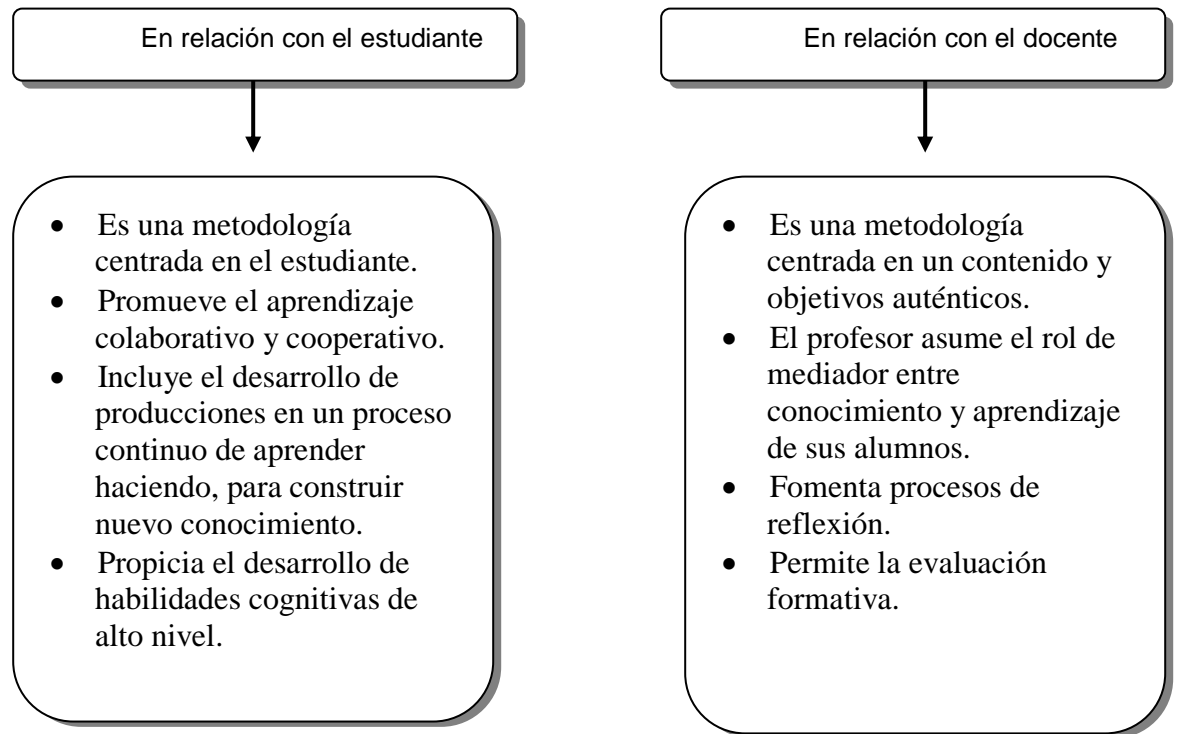 En relación con el estudiante
• Es una metodología
centrada en el estudiante.
• Promueve el aprendizaje
colaborativo y cooperativo.
• Incluye el desarrollo de
producciones en un proceso
continuo de aprender
haciendo, para construir
nuevo conocimiento.
• Propicia el desarrollo de
habilidades cognitivas de
alto nivel.
En relación con el docente
• Es una metodología
centrada en un contenido y
objetivos auténticos.
• El profesor asume el rol de
mediador entre
conocimiento y aprendizaje
de sus alumnos.
• Fomenta procesos de
reflexión.
• Permite la evaluación
formativa.